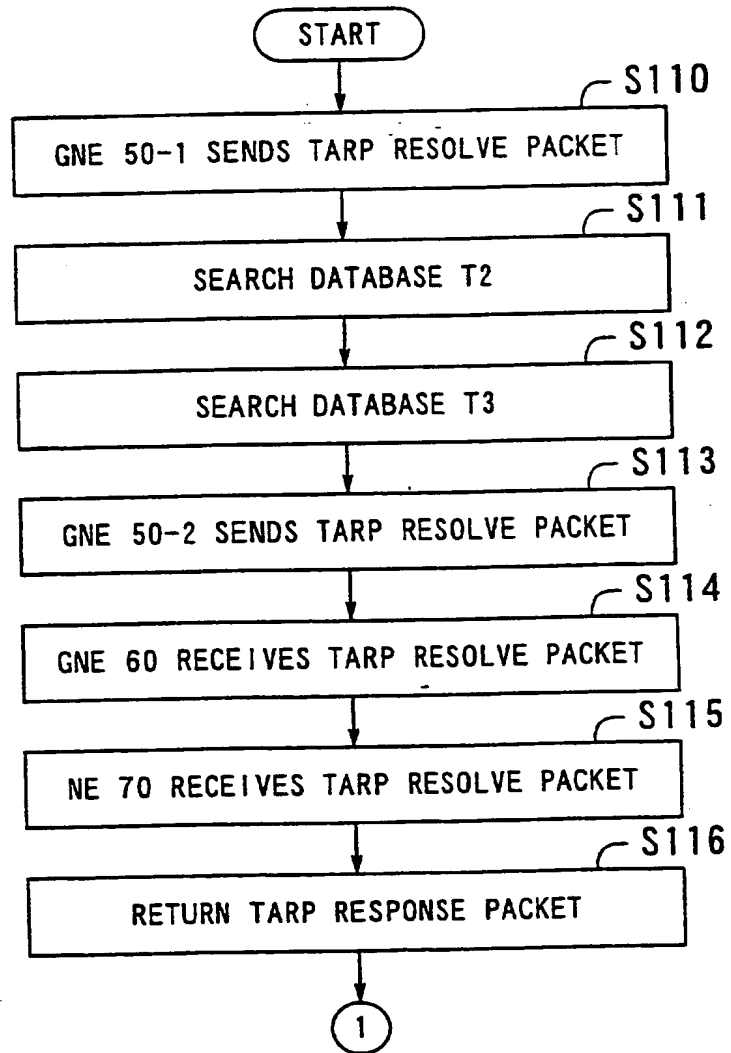 START
S110
GNE 50-1 SENDS TARP RESOLVE PACKET
S111
SEARCH DATABASE T2
S112
SEARCH DATABASE T3
S113
GNE 50-2 SENDS TARP RESOLVE PACKET
S114
GNE 60 RECEIVES TARP RESOLVE PACKET
S115
NE 70 RECEIVES TARP RESOLVE PACKET
S116
RETURN TARP RESPONSE PACKET
1